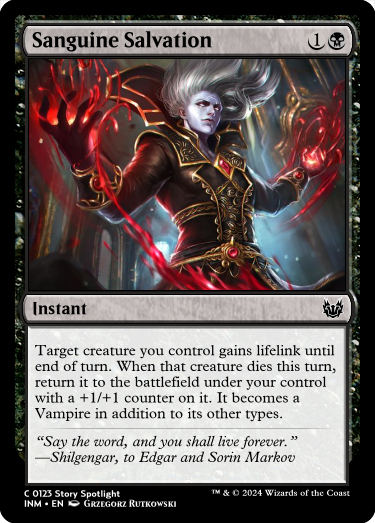 Sanguine Salvation 1
Instant
Target creature you control gains lifelink until
end of turn. When that creature dies this turn,
return it to the battlefield under your control
with a +1/+1 counter on it. It becomes a
Vampire in addition to its other types.
“Say the word, and you shall live forever.”
—Shilgengar, to Edgar and Sorin Markov
C 0123 Story Spotlight
INM • EN Grzegorz Rutkowski
™ & © 2024 Wizards of the Coast